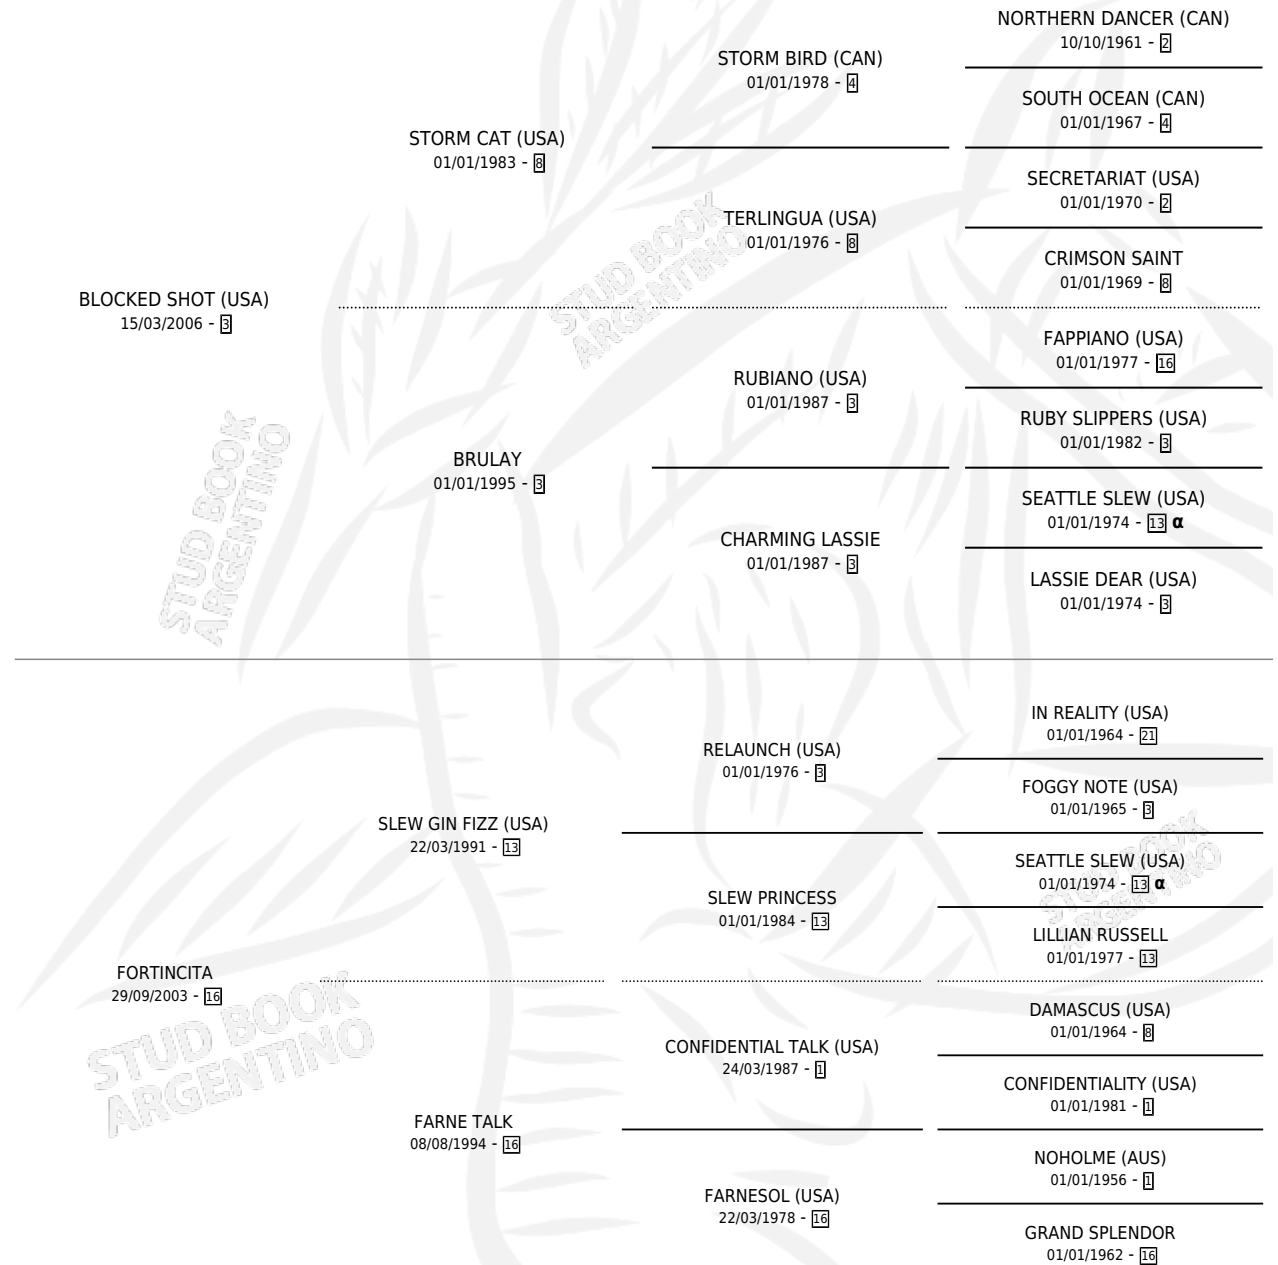 NORTHERN DANCER (CAN)
10/10/1961 - 2
STORM BIRD (CAN)
01/01/1978 - 4
SOUTH OCEAN (CAN)
01/01/1967 - 4
STORM CAT (USA)
01/01/1983 - 8
SECRETARIAT (USA)
01/01/1970 - 2
TERLINGUA (USA)
01/01/1976 - 8
CRIMSON SAINT
01/01/1969 - 8
BLOCKED SHOT (USA)
15/03/2006 - 3
FAPPIANO (USA)
01/01/1977 - 16
RUBIANO (USA)
01/01/1987 - 3
RUBY SLIPPERS (USA)
01/01/1982 - 3
BRULAY
01/01/1995 - 3
SEATTLE SLEW (USA)
01/01/1974 - 13 α
CHARMING LASSIE
01/01/1987 - 3
LASSIE DEAR (USA)
01/01/1974 - 3
IN REALITY (USA)
01/01/1964 - 21
RELAUNCH (USA)
01/01/1976 - 3
FOGGY NOTE (USA)
01/01/1965 - 3
SLEW GIN FIZZ (USA)
22/03/1991 - 13
SEATTLE SLEW (USA)
01/01/1974 - 13 α
SLEW PRINCESS
01/01/1984 - 13
LILLIAN RUSSELL
01/01/1977 - 13
FORTINCITA
29/09/2003 - 16
DAMASCUS (USA)
01/01/1964 - 8
CONFIDENTIAL TALK (USA)
24/03/1987 - 1
CONFIDENTIALITY (USA)
01/01/1981 - 1
FARNE TALK
08/08/1994 - 16
NOHOLME (AUS)
01/01/1956 - 1
FARNESOL (USA)
22/03/1978 - 16
GRAND SPLENDOR
01/01/1962 - 16
STUD BOOK
ARGENTINO
STUD BOOK
ARGENTINO
STUD BOOK
ARGENTINO
STUD BOOK
ARGENTINO